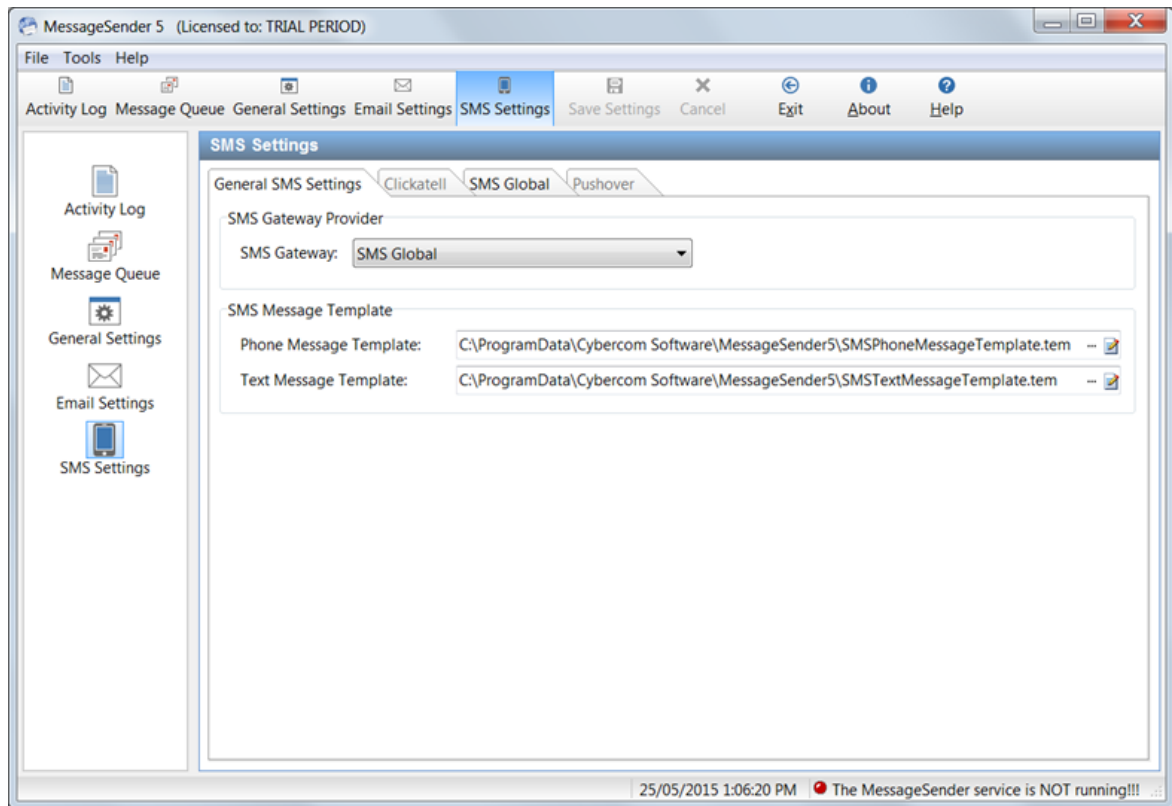 MessageSender 5 (Licensed to: TRIAL PERIOD)
File Tools Help
Activity Log Message Queue General Settings Email Settings SMS Settings Save Settings Cancel Exit About Help
SMS Settings
Activity Log
Message Queue
General Settings
Email Settings
SMS Settings
General SMS Settings Clickatell SMS Global Pushover
SMS Gateway Provider
SMS Gateway: SMS Global
SMS Message Template
Phone Message Template: C:\ProgramData\Cybercom Software\MessageSender5\SMSPhoneMessageTemplate.tem ...
Text Message Template: C:\ProgramData\Cybercom Software\MessageSender5\SMSTextMessageTemplate.tem ...
25/05/2015 1:06:20 PM The MessageSender service is NOT running!!!